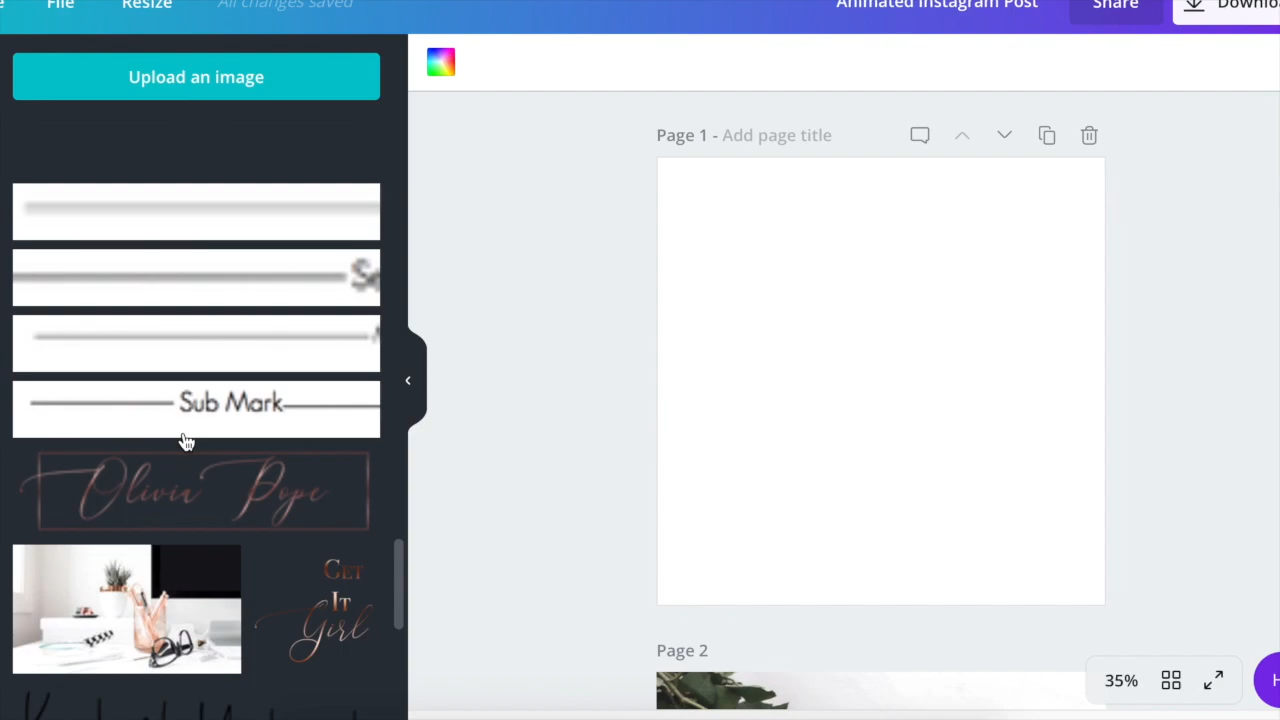 File Resize All changes saved Animated Instagram Post Share
Upload an image
Page 1 - Add page title
Sub Mark
Olivia Pope
GET
IT
Girl
Page 2
35%
H